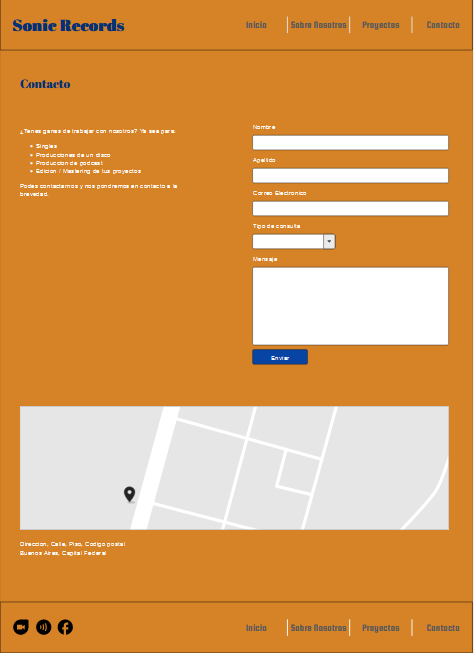 Sonic Records
Inicio
Sobre Nosotros
Proyectos
Contacto
Contacto
¿Tenes ganas de trabajar con nosotros? Ya sea para:
Singles
Producciones de un disco
Produccion de podcast
Edicion / Mastering de tus proyectos
Podes contactarnos y nos pondremos en contacto a la
brevedad.
Nombre
Apellido
Correo Electronico
Tipo de consulta
Mensaje
Enviar
Direccion, Calle, Piso, Codigo postal
Buenos Aires, Capital Federal
Inicio
Sobre Nosotros
Proyectos
Contacto